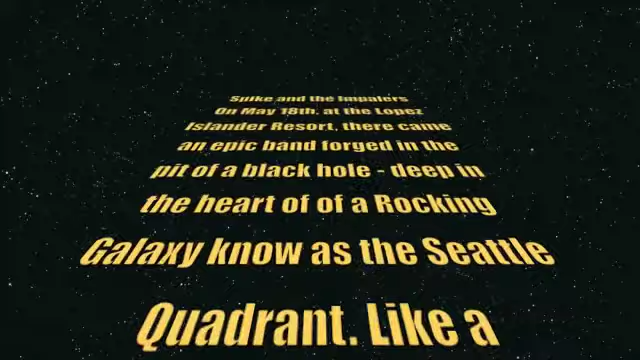 Spike and the Impalers
On May 18th, at the Lopez
Islander Resort, there came
an epic band forged in the
pit of a black hole - deep in
the heart of of a Rocking
Galaxy know as the Seattle
Quadrant. Like a